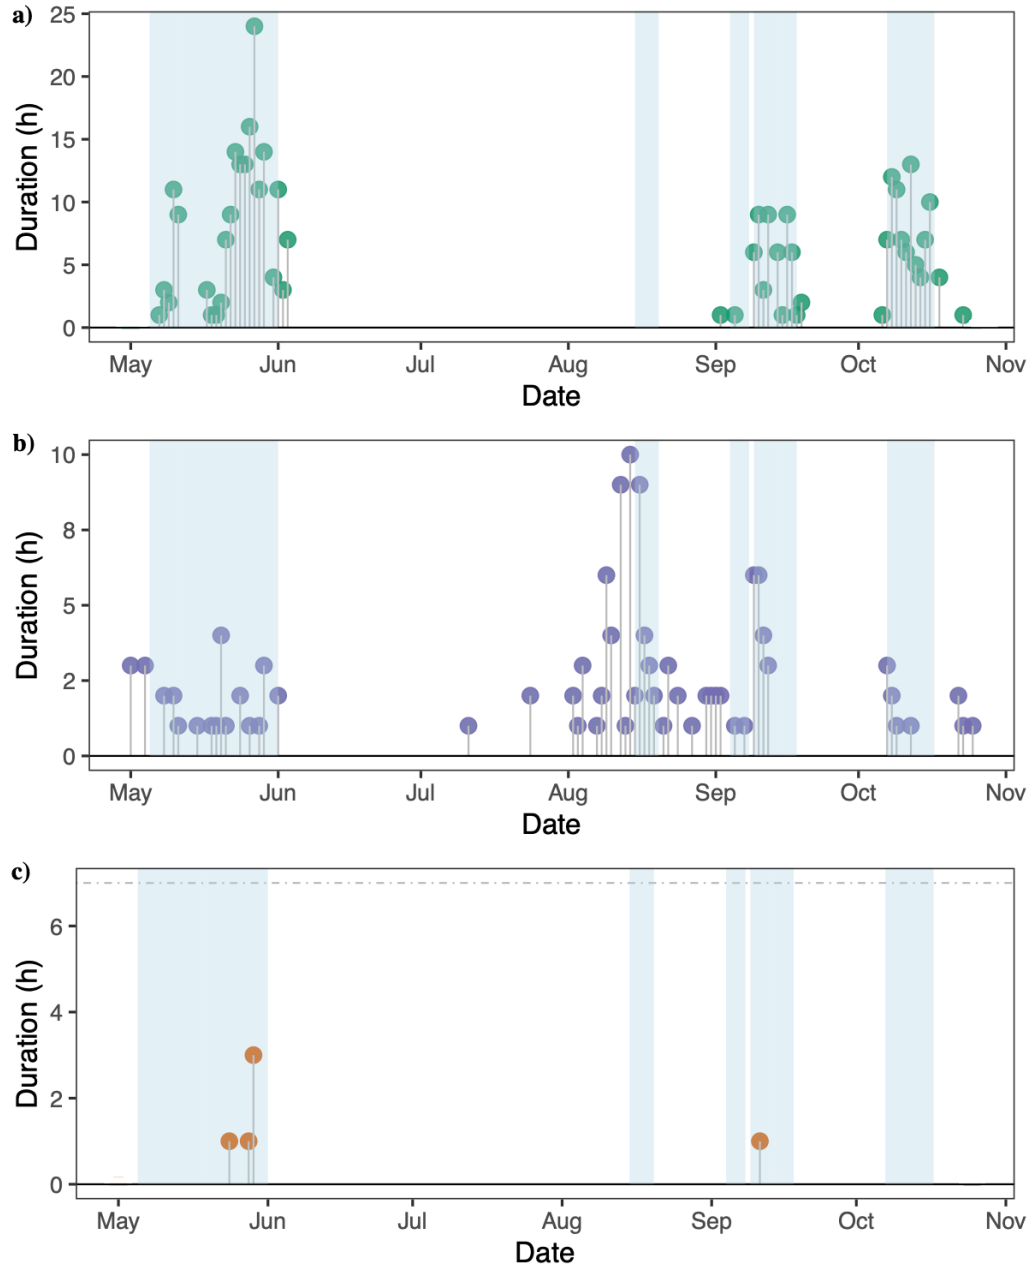 a)
25
20
15
10
5
0
Duration (h)
May Jun Jul Aug Sep Oct Nov
Date
b)
10
8
5
2
0
Duration (h)
May Jun Jul Aug Sep Oct Nov
Date
c)
6
4
2
0
Duration (h)
May Jun Jul Aug Sep Oct Nov
Date